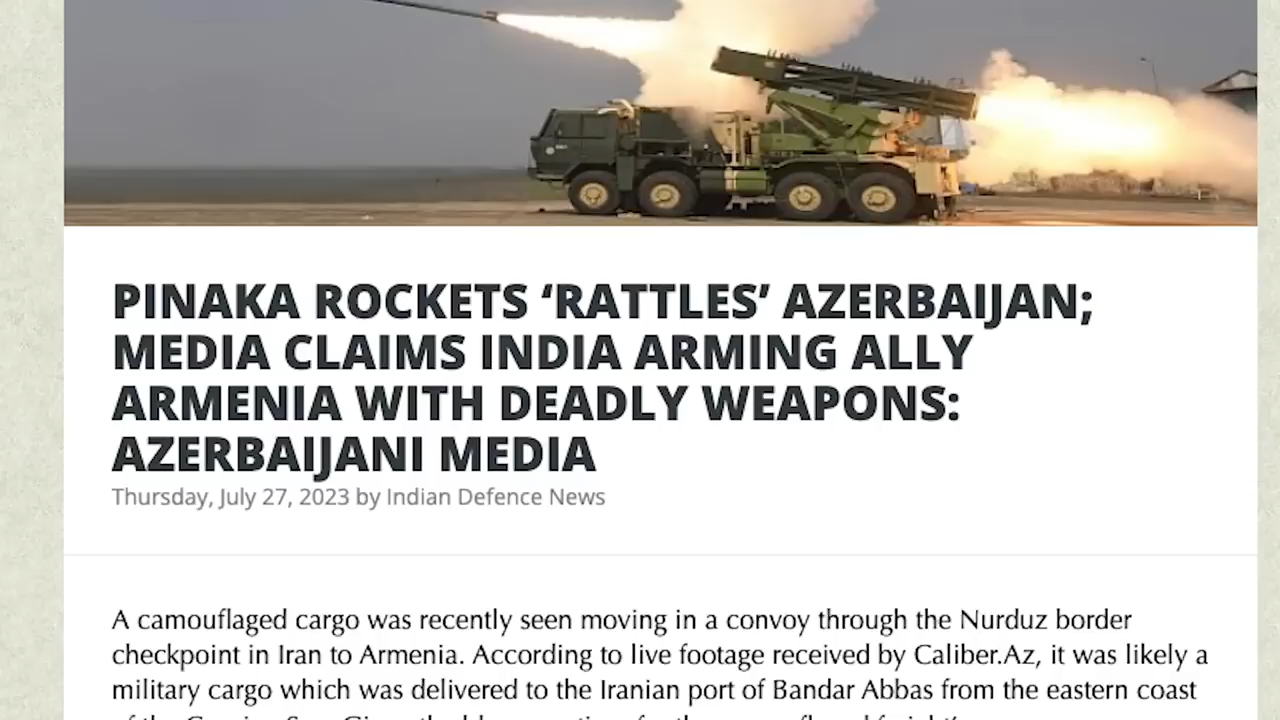 PINAKA ROCKETS ‘RATTLES’ AZERBAIJAN;
MEDIA CLAIMS INDIA ARMING ALLY
ARMENIA WITH DEADLY WEAPONS:
AZERBAIJANI MEDIA
Thursday, July 27, 2023 by Indian Defence News
A camouflaged cargo was recently seen moving in a convoy through the Nurduz border
checkpoint in Iran to Armenia. According to live footage received by Caliber.Az, it was likely a
military cargo which was delivered to the Iranian port of Bandar Abbas from the eastern coast